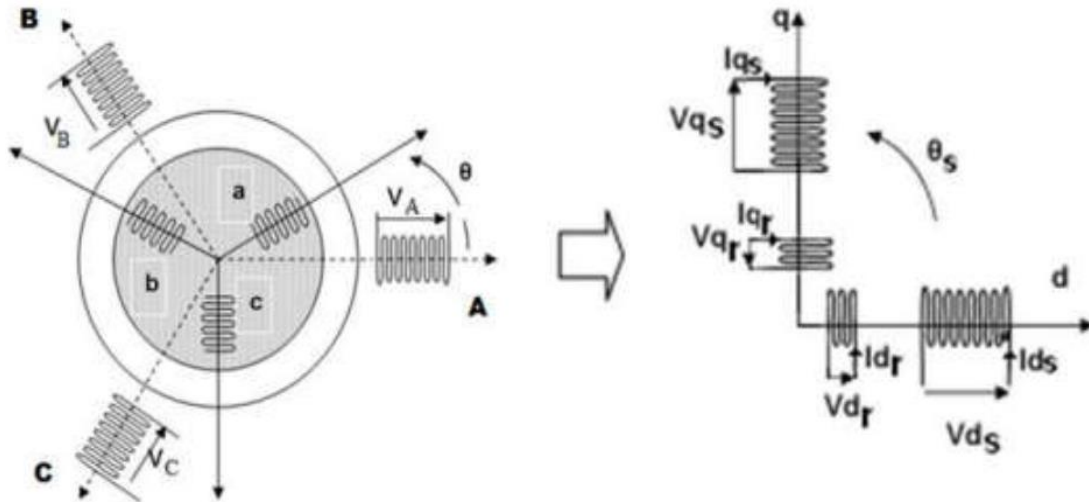 B
V_B
a
b
c
V_A
θ
A
C
V_C
q
Iqs
Vqs
θs
Iqr
Vqr
d
Idr
Vdr
Ids
Vds